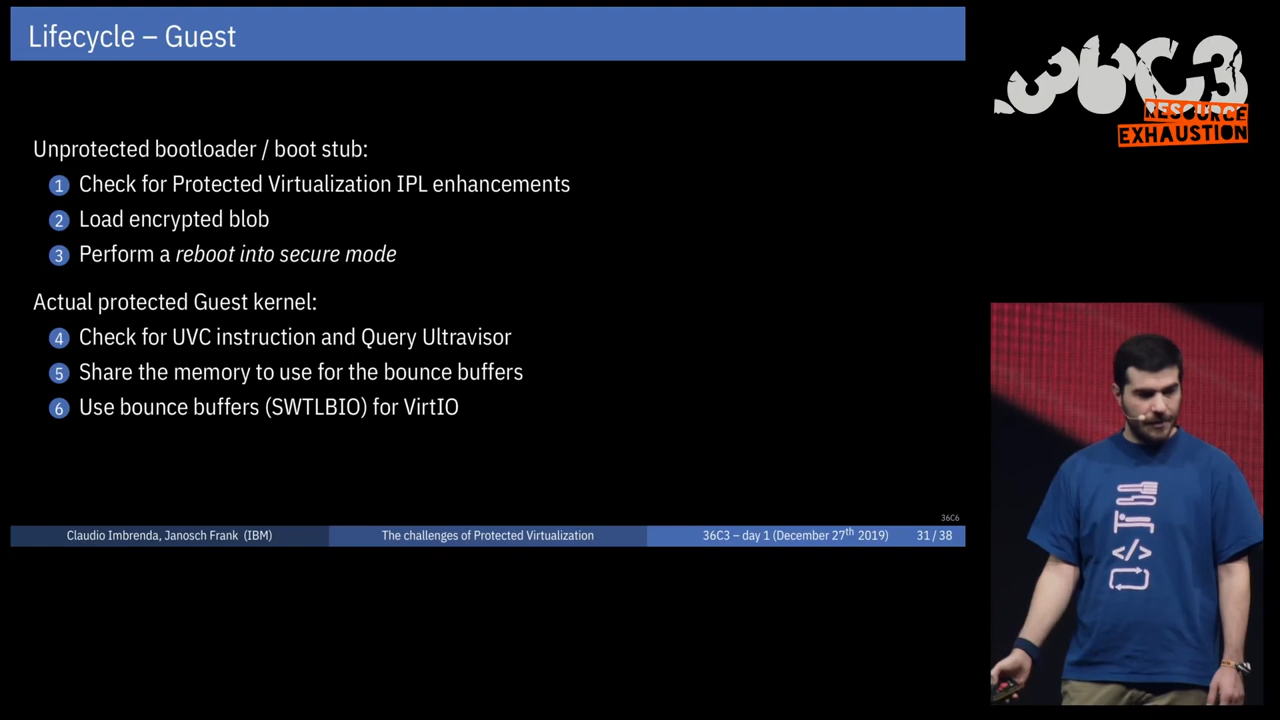 Lifecycle – Guest
36C3
RESOURCE
EXHAUSTION
Unprotected bootloader / boot stub:
1 Check for Protected Virtualization IPL enhancements
2 Load encrypted blob
3 Perform a reboot into secure mode
Actual protected Guest kernel:
4 Check for UVC instruction and Query Ultravisor
5 Share the memory to use for the bounce buffers
6 Use bounce buffers (SWTLBIO) for VirtIO
</>
36C6
Claudio Imbrenda, Janosch Frank (IBM) The challenges of Protected Virtualization 36C3 – day 1 (December 27th 2019) 31 / 38